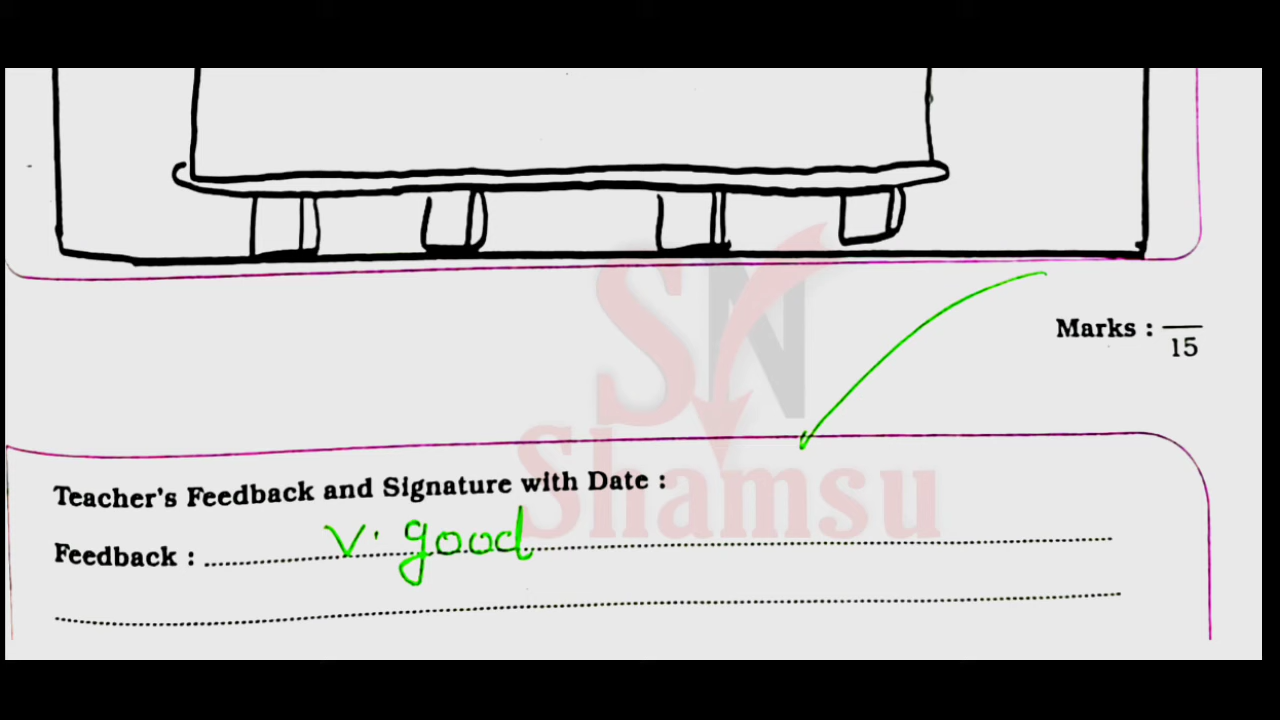 Marks : 
15
SN
Shamsu
Teacher's Feedback and Signature with Date :
Feedback : v. good